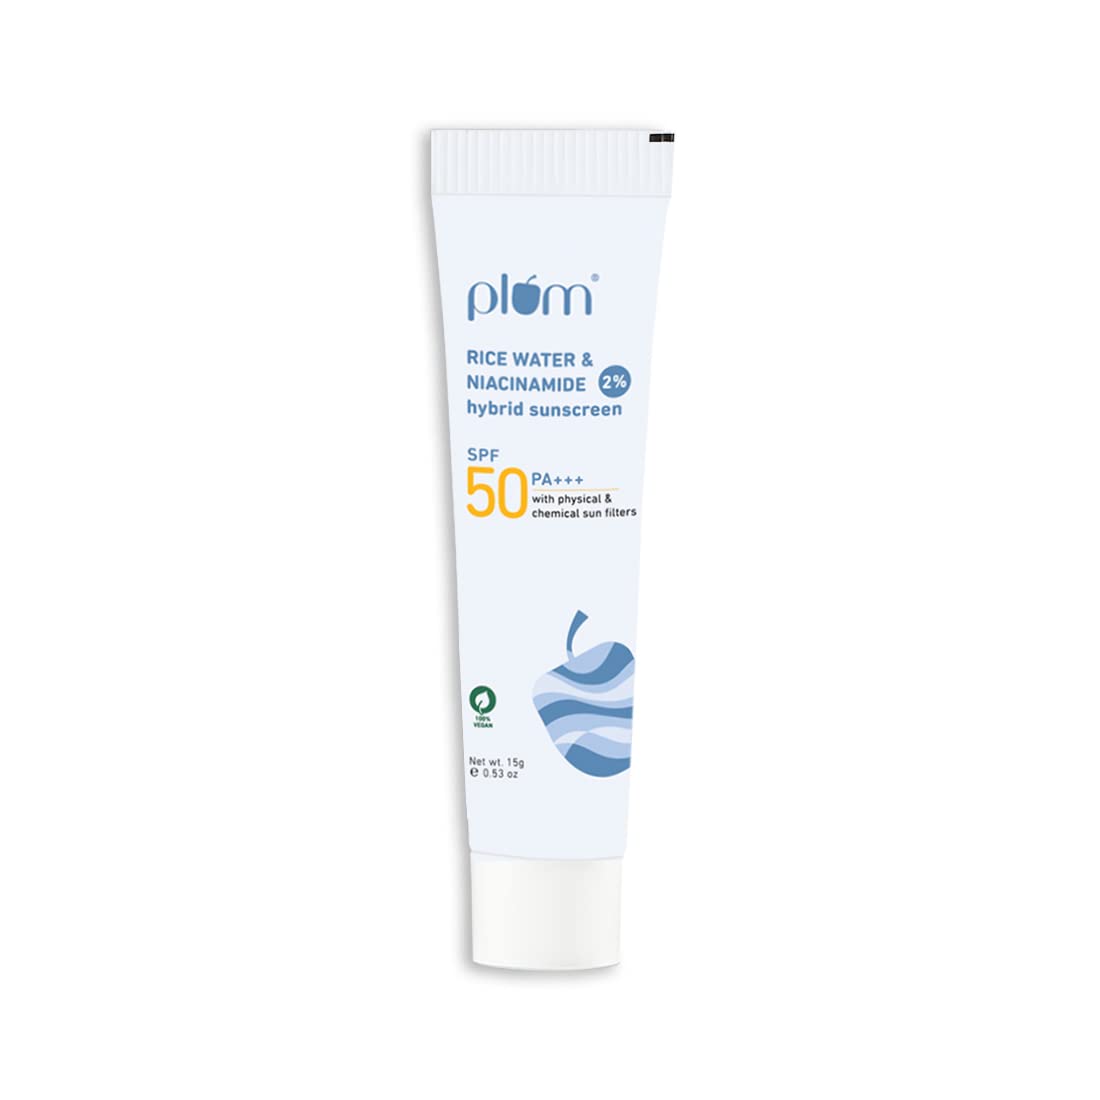 plum®
RICE WATER &
NIACINAMIDE 2%
hybrid sunscreen
SPF
50 PA+++
with physical &
chemical sun filters
100%
VEGAN
Net wt. 15g
℮ 0.53 oz